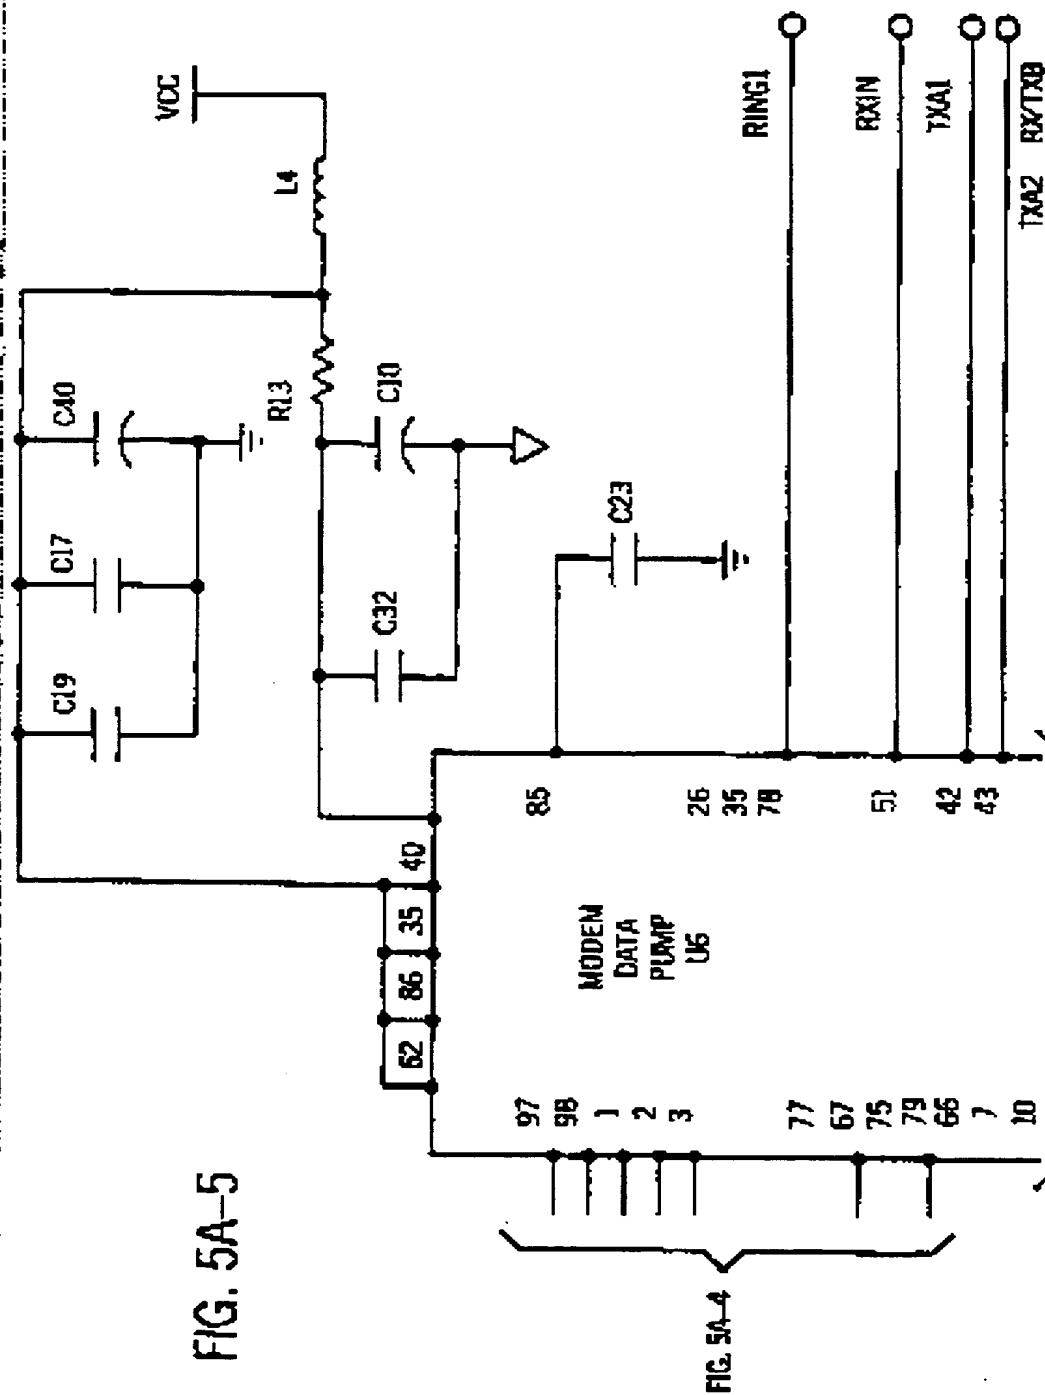 FIG. 5A-5
VCC
L4
C40
R13
C10
C17
C19
C32
C23
RING1
RXIN
TXA1
TXA2 RX/TXB
85
26
35
78
51
42
43
62
86
35
40
MODEM
DATA
PUMP
U6
97
98
1
2
3
77
67
75
79
66
7
10
FIG. 5A-4